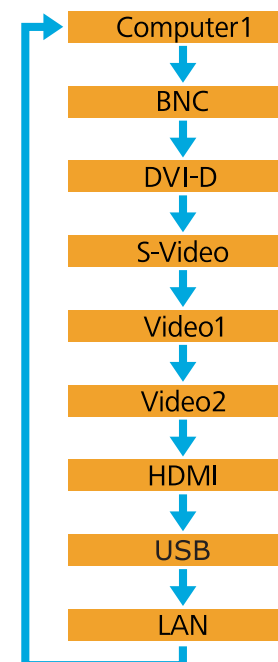 Computer1
BNC
DVI-D
S-Video
Video1
Video2
HDMI
USB
LAN